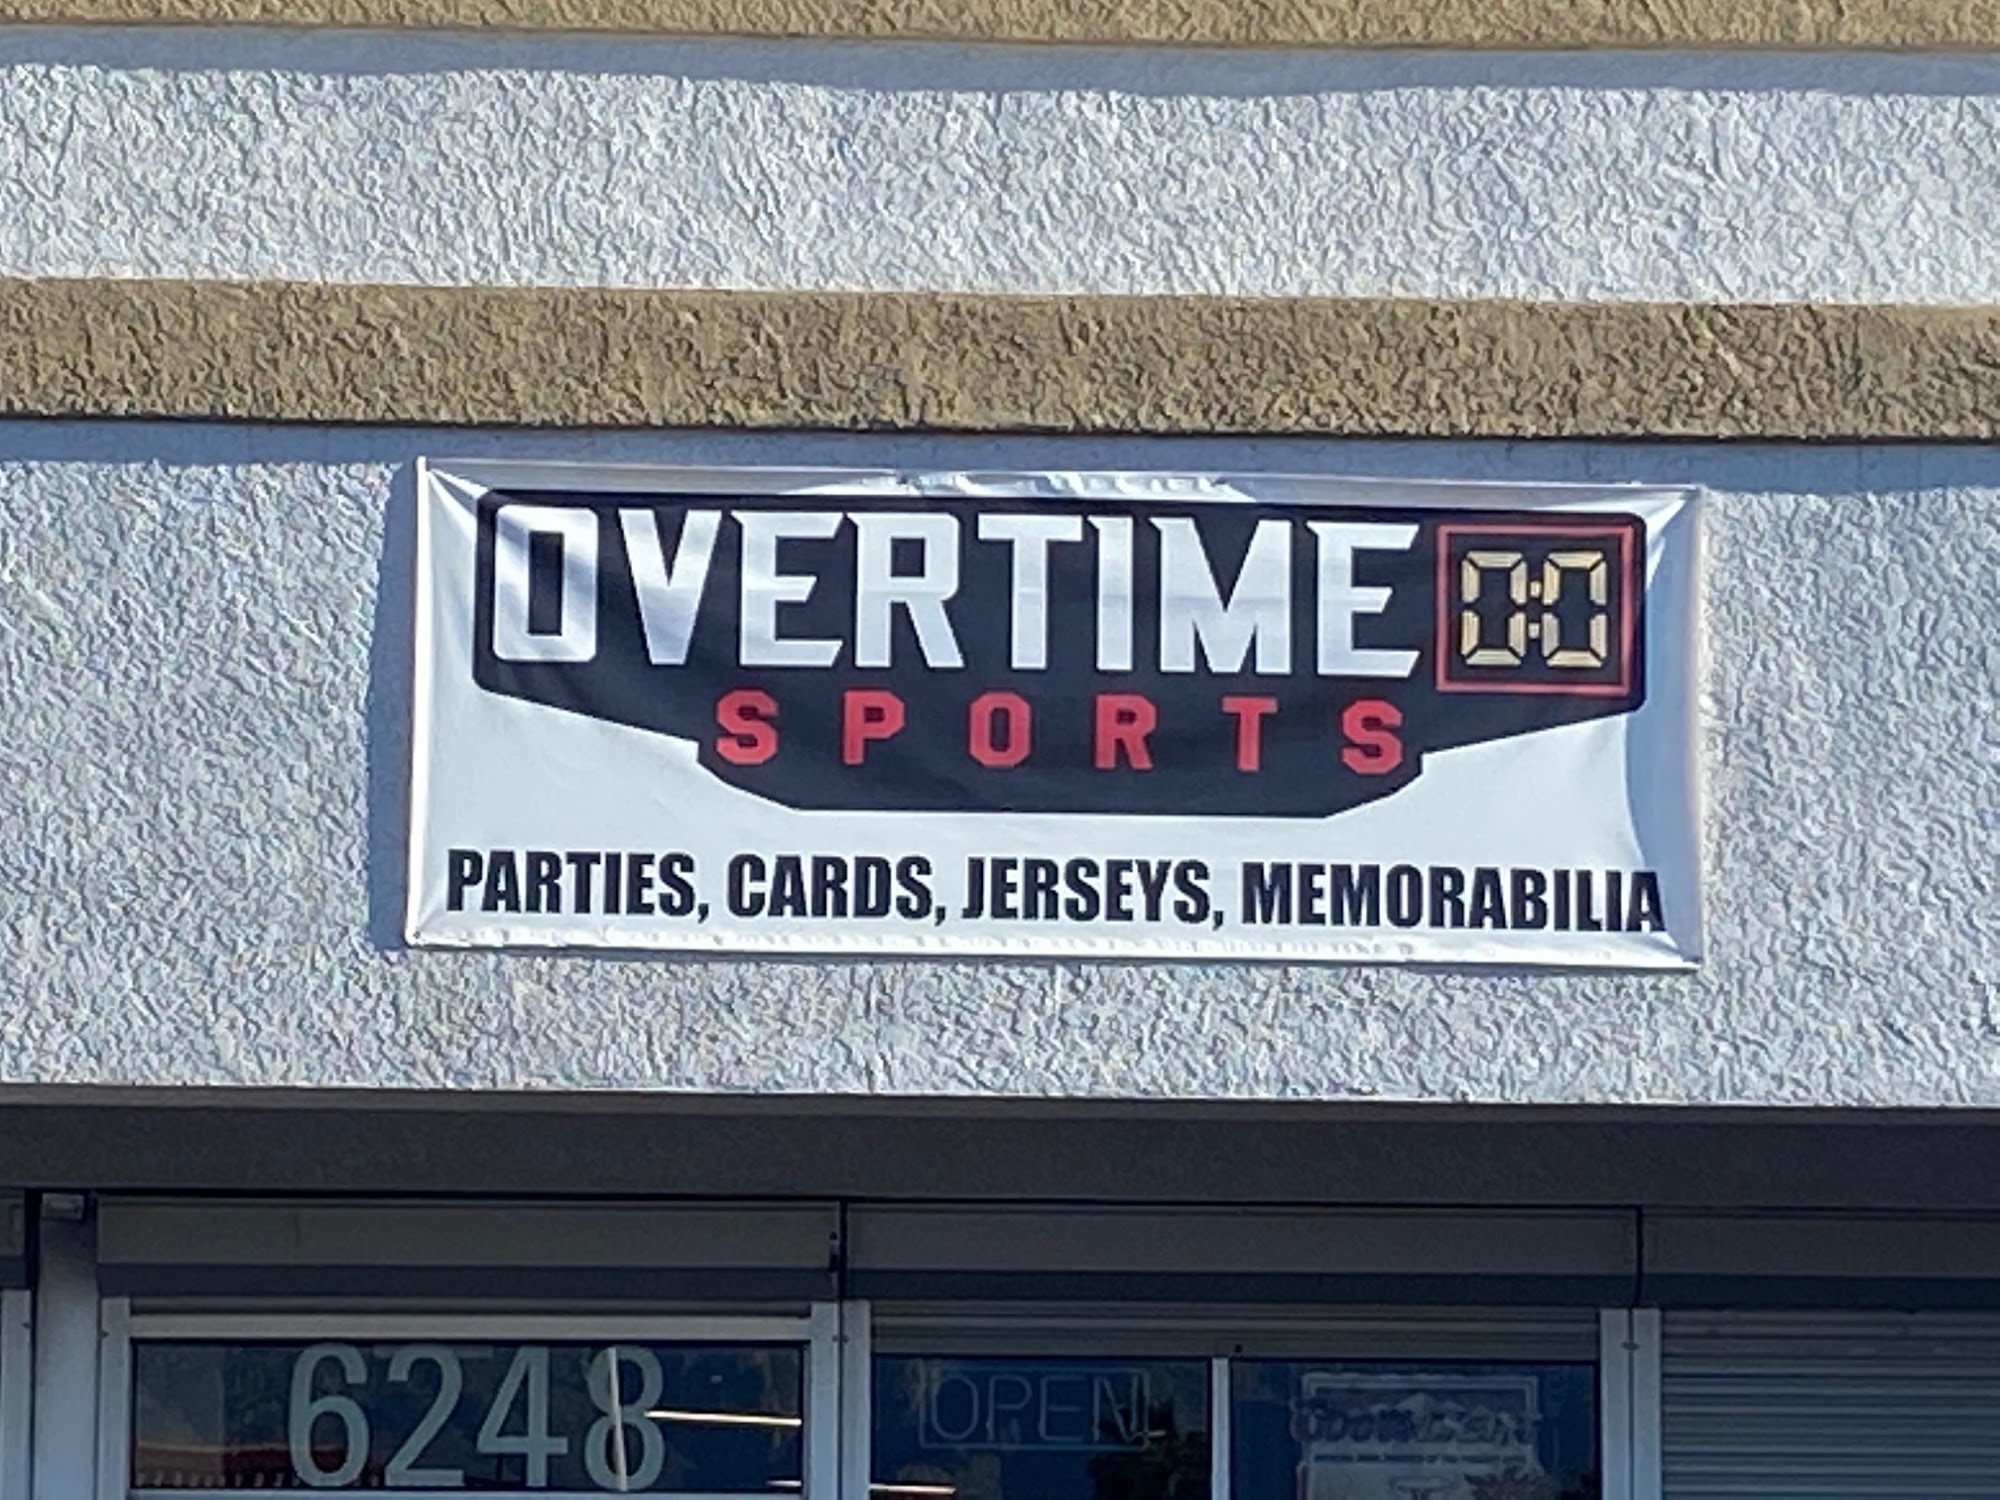 OVERTIME 0:0
SPORTS
PARTIES, CARDS, JERSEYS, MEMORABILIA
6248
OPEN